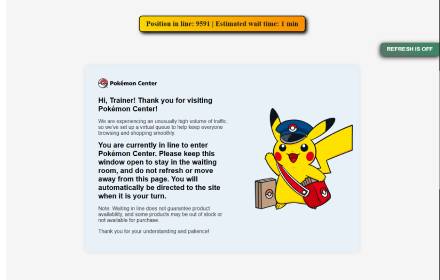 Position in line: 9591 | Estimated wait time: 1 min
REFRESH IS OFF
Pokémon Center
Hi, Trainer! Thank you for visiting
Pokémon Center!
We are experiencing an unusually high volume of traffic,
so we've set up a virtual queue to help keep everyone
browsing and shopping smoothly.
You are currently in line to enter
Pokémon Center. Please keep this
window open to stay in the waiting
room, and do not refresh or move
away from this page. You will
automatically be directed to the site
when it is your turn.
Note: Waiting in line does not guarantee product
availability, and some products may be out of stock or
not available for purchase.
Thank you for your understanding and patience!